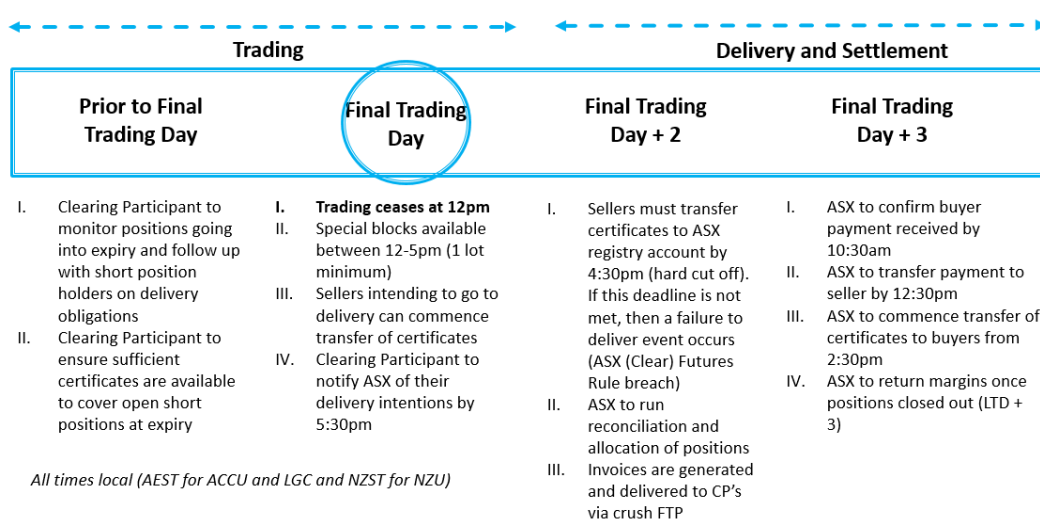 Trading
Delivery and Settlement
Prior to Final
Trading Day
Final Trading
Day
Final Trading
Day + 2
Final Trading
Day + 3
I. Clearing Participant to
monitor positions going
into expiry and follow up
with short position
holders on delivery
obligations
II. Clearing Participant to
ensure sufficient
certificates are available
to cover open short
positions at expiry
I. Trading ceases at 12pm
II. Special blocks available
between 12-5pm (1 lot
minimum)
III. Sellers intending to go to
delivery can commence
transfer of certificates
IV. Clearing Participant to
notify ASX of their
delivery intentions by
5:30pm
I. Sellers must transfer
certificates to ASX
registry account by
4:30pm (hard cut off).
If this deadline is not
met, then a failure to
deliver event occurs
(ASX (Clear) Futures
Rule breach)
II. ASX to run
reconciliation and
allocation of positions
III. Invoices are generated
and delivered to CP's
via crush FTP
I. ASX to confirm buyer
payment received by
10:30am
II. ASX to transfer payment to
seller by 12:30pm
III. ASX to commence transfer of
certificates to buyers from
2:30pm
IV. ASX to return margins once
positions closed out (LTD +
3)
All times local (AEST for ACCU and LGC and NZST for NZU)